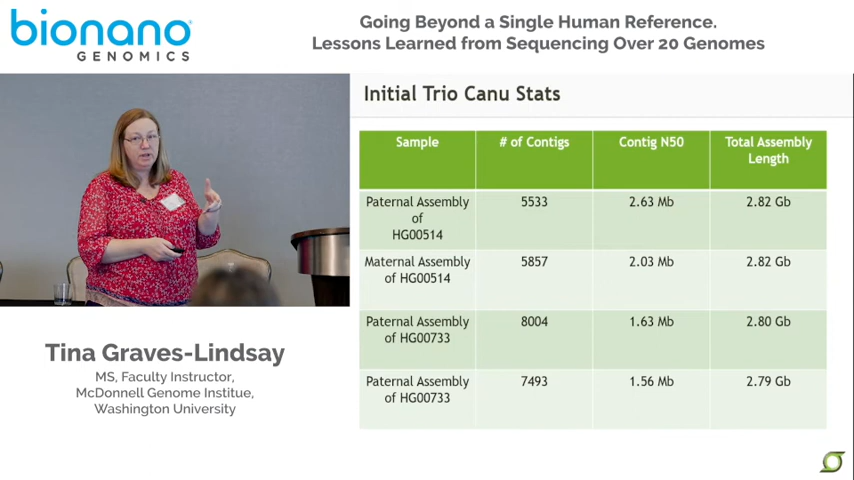 bionano
GENOMICS
Going Beyond a Single Human Reference.
Lessons Learned from Sequencing Over 20 Genomes
Initial Trio Canu Stats
Sample # of Contigs Contig N50 Total Assembly
Length
Paternal Assembly 5533 2.63 Mb 2.82 Gb
of
HG00514
Maternal Assembly 5857 2.03 Mb 2.82 Gb
of HG00514
Paternal Assembly 8004 1.63 Mb 2.80 Gb
of HG00733
Paternal Assembly 7493 1.56 Mb 2.79 Gb
of HG00733
Tina Graves-Lindsay
MS, Faculty Instructor,
McDonnell Genome Institue,
Washington University